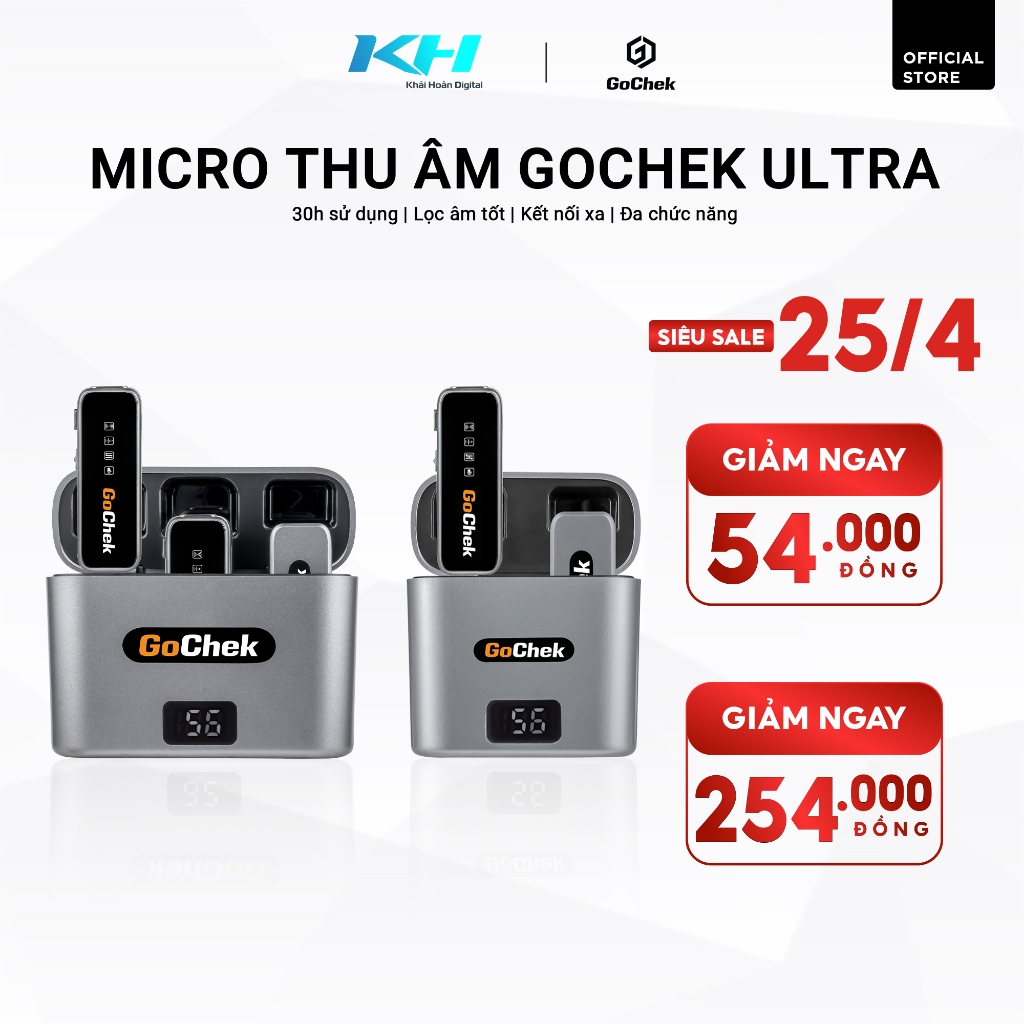 KH
Khải Hoàn Digital
GoChek
OFFICIAL
STORE
MICRO THU ÂM GOCHEK ULTRA
30h sử dụng | Lọc âm tốt | Kết nối xa | Đa chức năng
SIÊU SALE 25/4
GIẢM NGAY
54.000
ĐỒNG
GoChek
GoChek
GoChek
56
GoChek
56
GIẢM NGAY
254.000
ĐỒNG